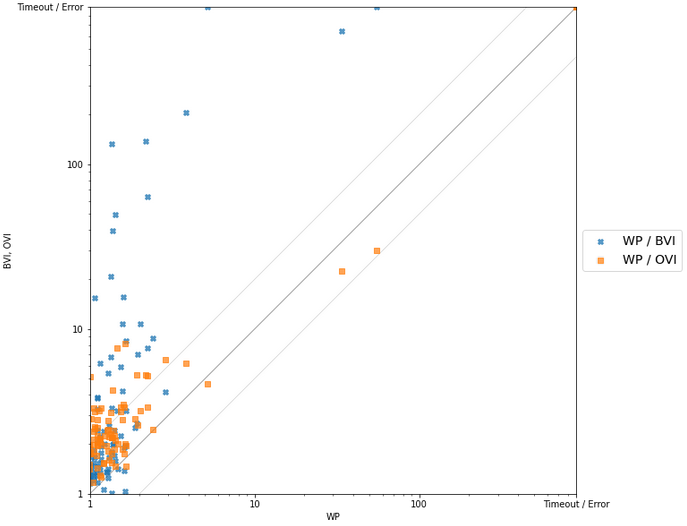 Timeout / Error
100
10
1
BVI, OVI
1
10
100
Timeout / Error
WP
WP / BVI
WP / OVI